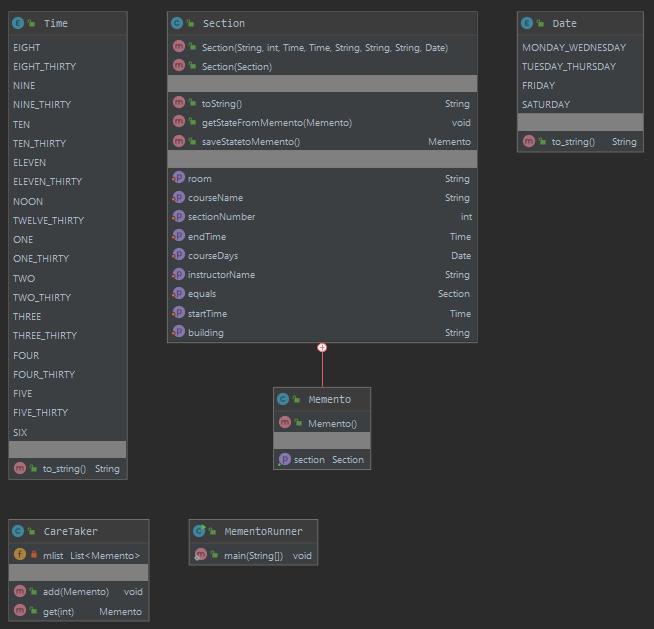 Time
EIGHT
EIGHT_THIRTY
NINE
NINE_THIRTY
TEN
TEN_THIRTY
ELEVEN
ELEVEN_THIRTY
NOON
TWELVE_THIRTY
ONE
ONE_THIRTY
TWO
TWO_THIRTY
THREE
THREE_THIRTY
FOUR
FOUR_THIRTY
FIVE
FIVE_THIRTY
SIX
to_string() String
Section
Section(String, int, Time, Time, String, String, String, Date)
Section(Section)
toString() String
getStateFromMemento(Memento) void
saveStatetoMemento() Memento
room String
courseName String
sectionNumber int
endTime Time
courseDays Date
instructorName String
equals Section
startTime Time
building String
Date
MONDAY_WEDNESDAY
TUESDAY_THURSDAY
FRIDAY
SATURDAY
to_string() String
Memento
Memento()
section Section
CareTaker
mlist List<Memento>
add(Memento) void
get(int) Memento
MementoRunner
main(String[]) void